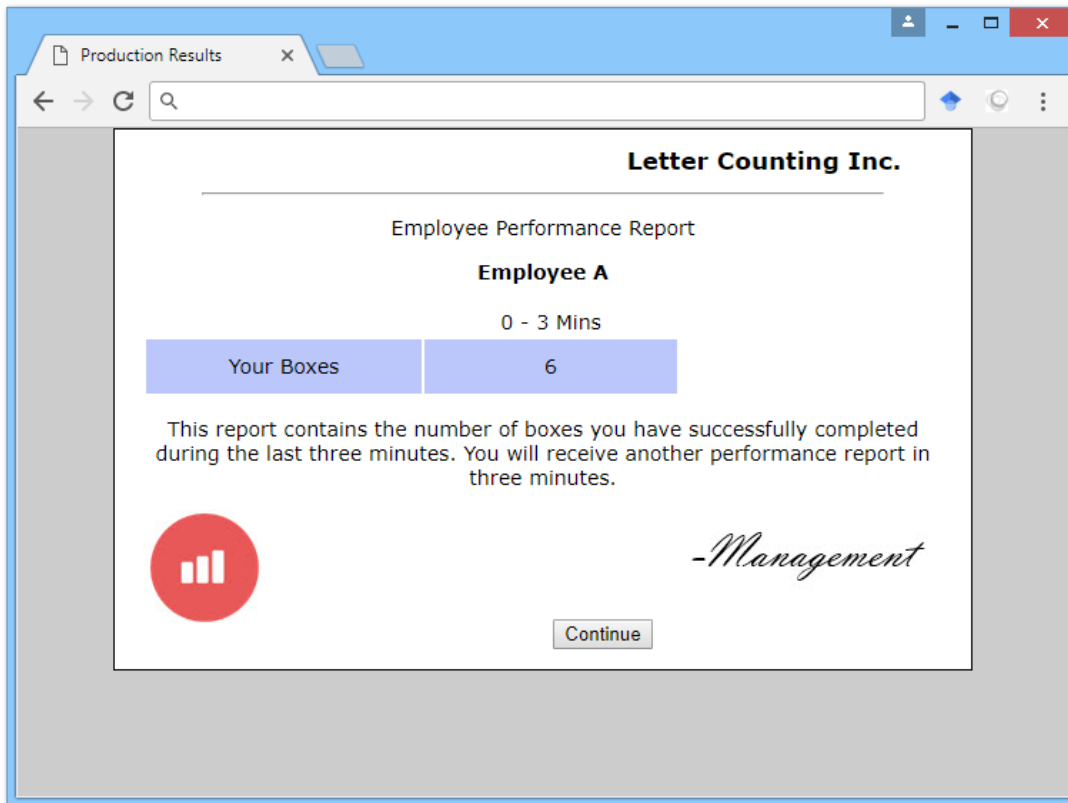 Production Results
Letter Counting Inc.
Employee Performance Report
Employee A
0 - 3 Mins
Your Boxes 6
This report contains the number of boxes you have successfully completed
during the last three minutes. You will receive another performance report in
three minutes.
-Management
Continue